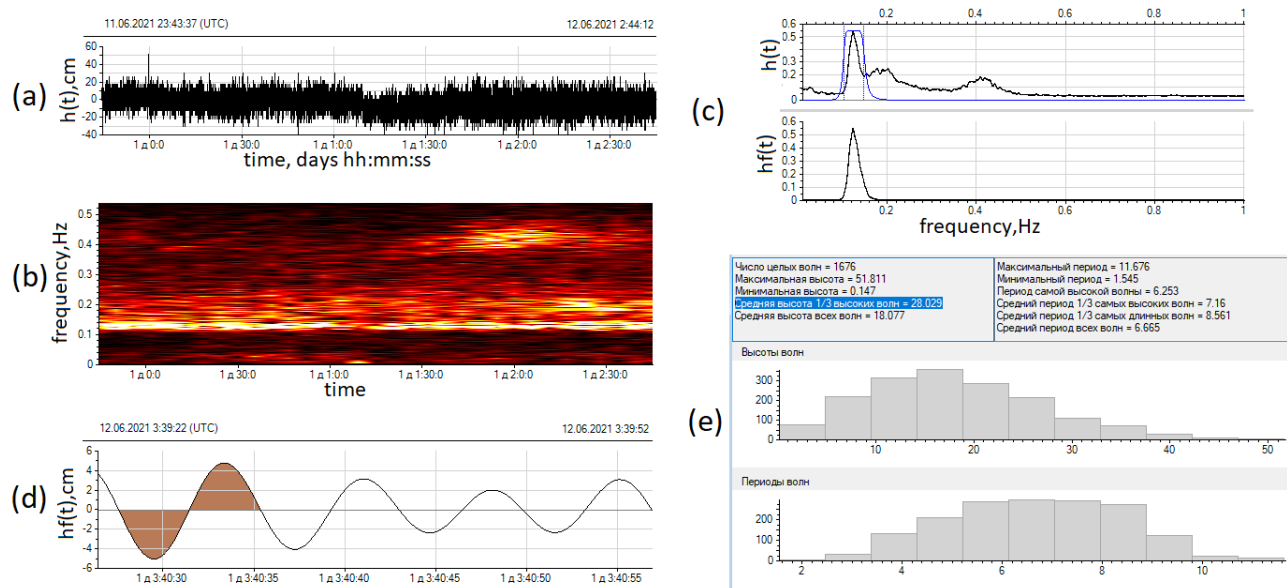 11.06.2021 23:43:37 (UTC)
12.06.2021 2:44:12
(a)
h(t),cm
60
40
20
0
-20
-40
1 д 0:0
1 д 30:0
1 д 1:0:0
1 д 1:30:0
1 д 2:0:0
1 д 2:30:0
time, days hh:mm:ss
(b)
frequency,Hz
0.5
0.4
0.3
0.2
0.1
0
1 д 0:0
1 д 30:0
1 д 1:0:0
1 д 1:30:0
1 д 2:0:0
1 д 2:30:0
time
12.06.2021 3:39:22 (UTC)
12.06.2021 3:39:52
(d)
hf(t),cm
6
4
2
0
-2
-4
-6
1 д 3:40:30
1 д 3:40:35
1 д 3:40:40
1 д 3:40:45
1 д 3:40:50
1 д 3:40:55
(c)
0.2
0.4
0.6
0.8
1
h(t)
0.6
0.5
0.4
0.3
0.2
0.1
0
hf(t)
0.6
0.5
0.4
0.3
0.2
0.1
0
0.2
0.4
0.6
0.8
1
frequency,Hz
(e)
Число целых волн = 1676
Максимальная высота = 51.811
Минимальная высота = 0.147
Средняя высота 1/3 высоких волн = 28.029
Средняя высота всех волн = 18.077
Максимальный период = 11.676
Минимальный период = 1.545
Период самой высокой волны = 6.253
Средний период 1/3 самых высоких волн = 7.16
Средний период 1/3 самых длинных волн = 8.561
Средний период всех волн = 6.665
Высоты волн
300
200
100
0
10
20
30
40
50
Периоды волн
200
100
0
2
4
6
8
10